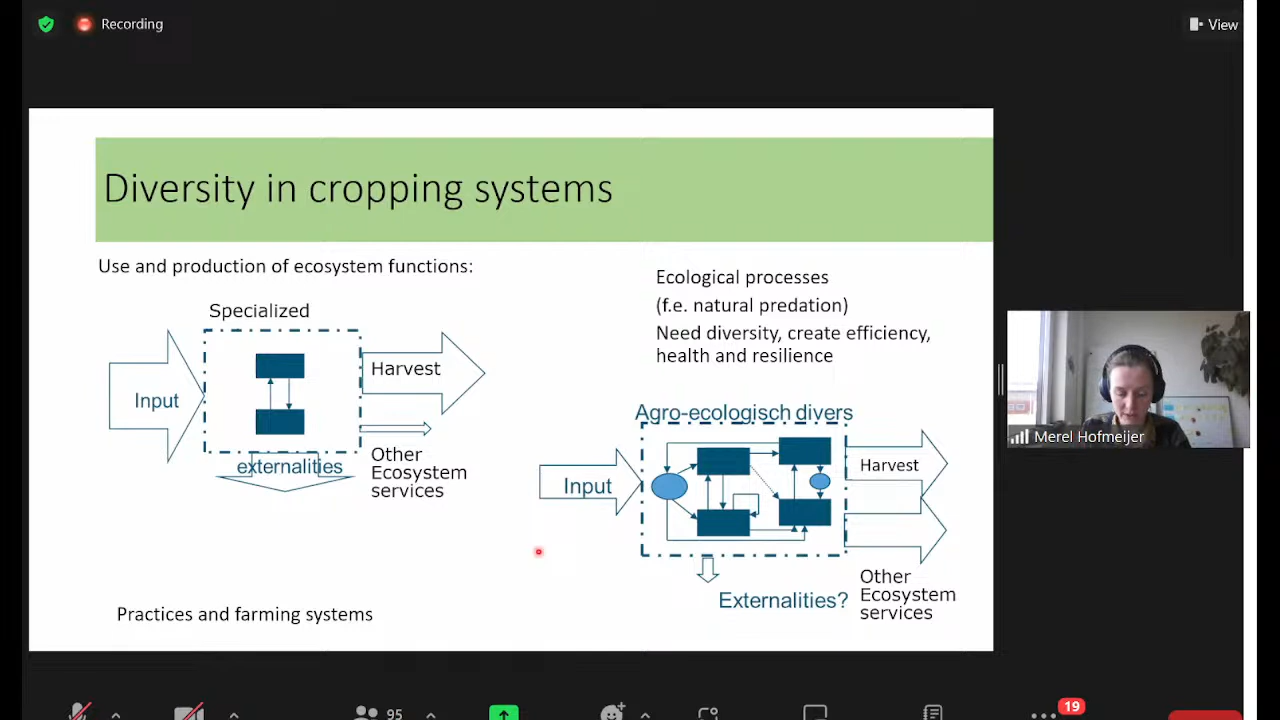 Recording
View
Diversity in cropping systems
Use and production of ecosystem functions:
Specialized
Input
Harvest
externalities
Other
Ecosystem
services
Practices and farming systems
Ecological processes
(f.e. natural predation)
Need diversity, create efficiency,
health and resilience
Agro-ecologisch divers
Input
Harvest
Externalities?
Other
Ecosystem
services
Merel Hofmeijer
95
19